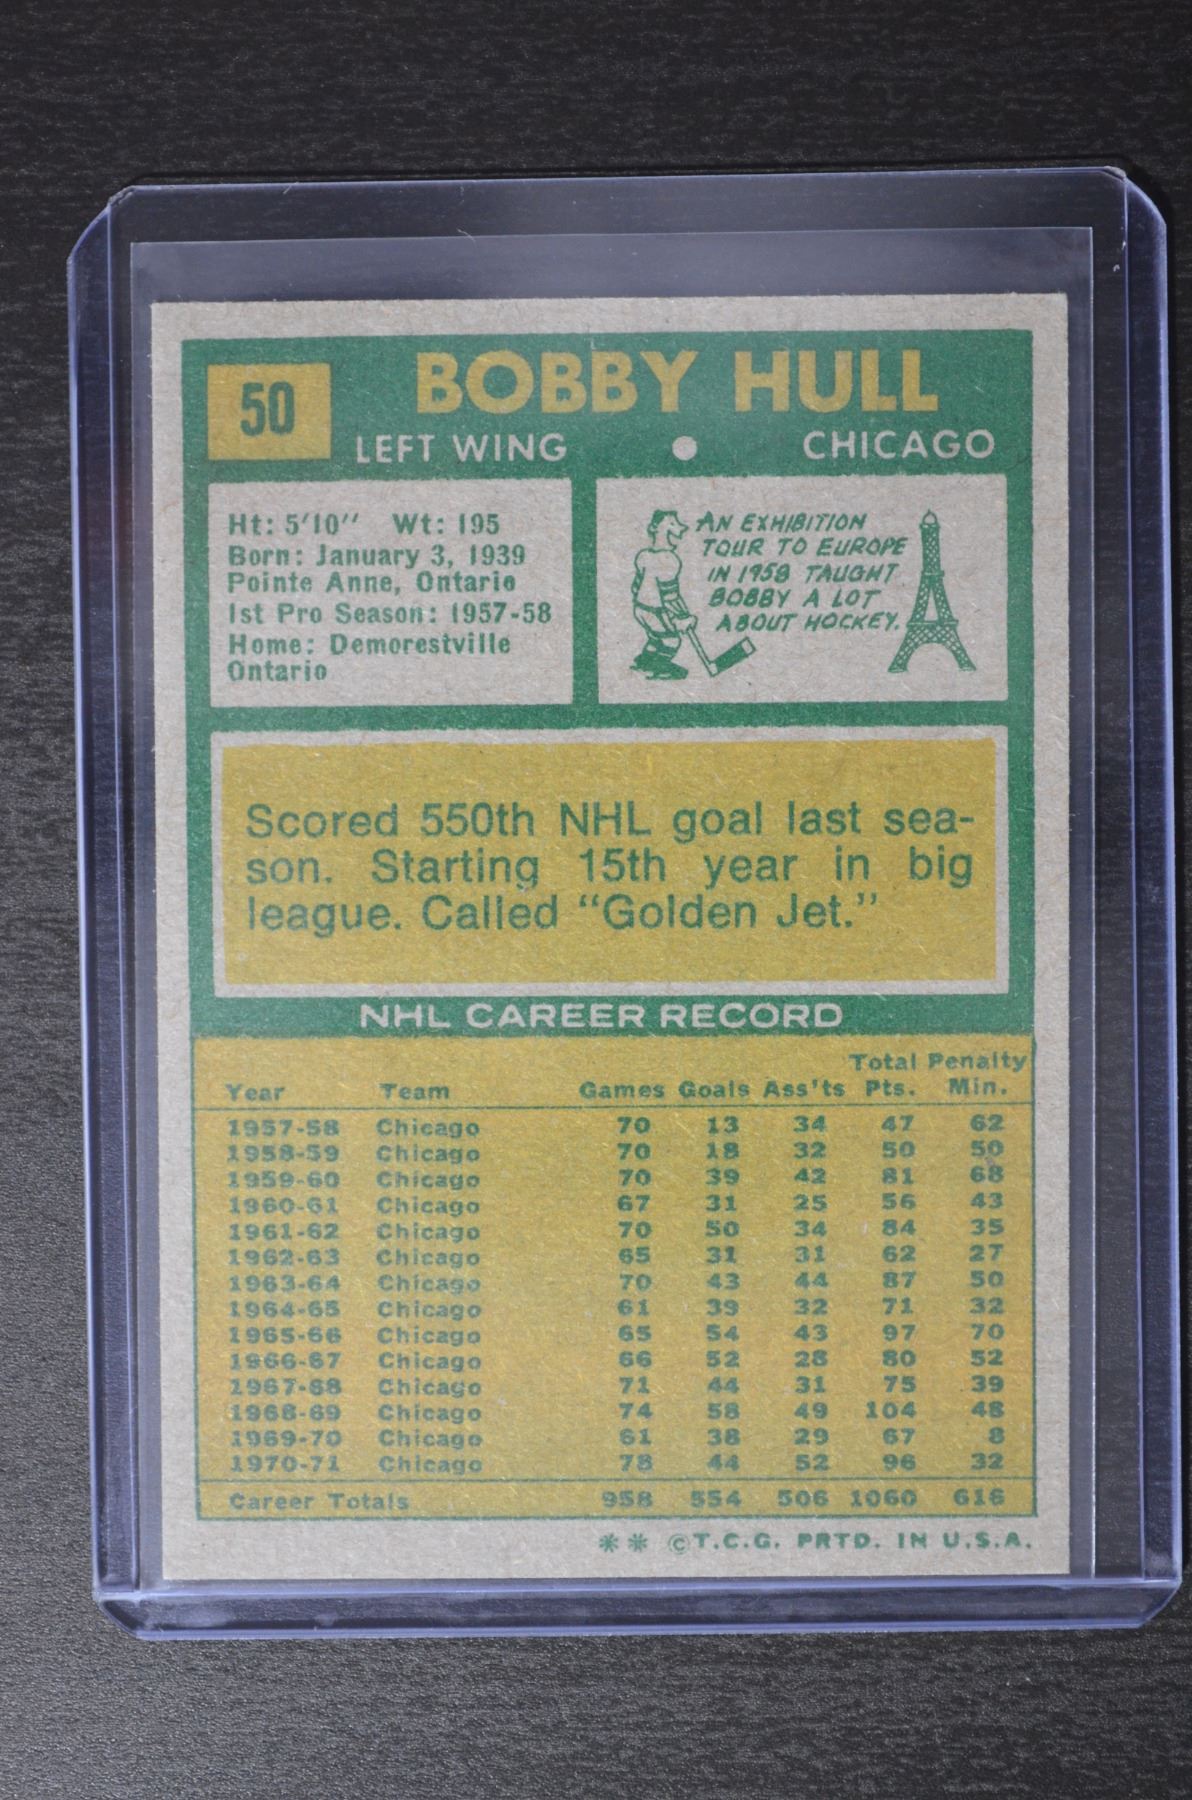 50
BOBBY HULL
LEFT WING • CHICAGO
Ht: 5'10" Wt: 195
Born: January 3, 1939
Pointe Anne, Ontario
1st Pro Season: 1957-58
Home: Demorestville
Ontario
AN EXHIBITION
TOUR TO EUROPE
IN 1958 TAUGHT
BOBBY A LOT
ABOUT HOCKEY.
Scored 550th NHL goal last sea-
son. Starting 15th year in big
league. Called "Golden Jet."
NHL CAREER RECORD
Total Penalty
Year Team Games Goals Ass'ts Pts. Min.
1957-58 Chicago 70 13 34 47 62
1958-59 Chicago 70 18 32 50 50
1959-60 Chicago 70 39 42 81 68
1960-61 Chicago 67 31 25 56 43
1961-62 Chicago 70 50 34 84 35
1962-63 Chicago 65 31 31 62 27
1963-64 Chicago 70 43 44 87 50
1964-65 Chicago 61 39 32 71 32
1965-66 Chicago 65 54 43 97 70
1966-67 Chicago 66 52 28 80 52
1967-68 Chicago 71 44 31 75 39
1968-69 Chicago 74 58 49 104 48
1969-70 Chicago 61 38 29 67 8
1970-71 Chicago 78 44 52 96 32
Career Totals 958 554 506 1060 616
** ©T.C.G. PRTD. IN U.S.A.